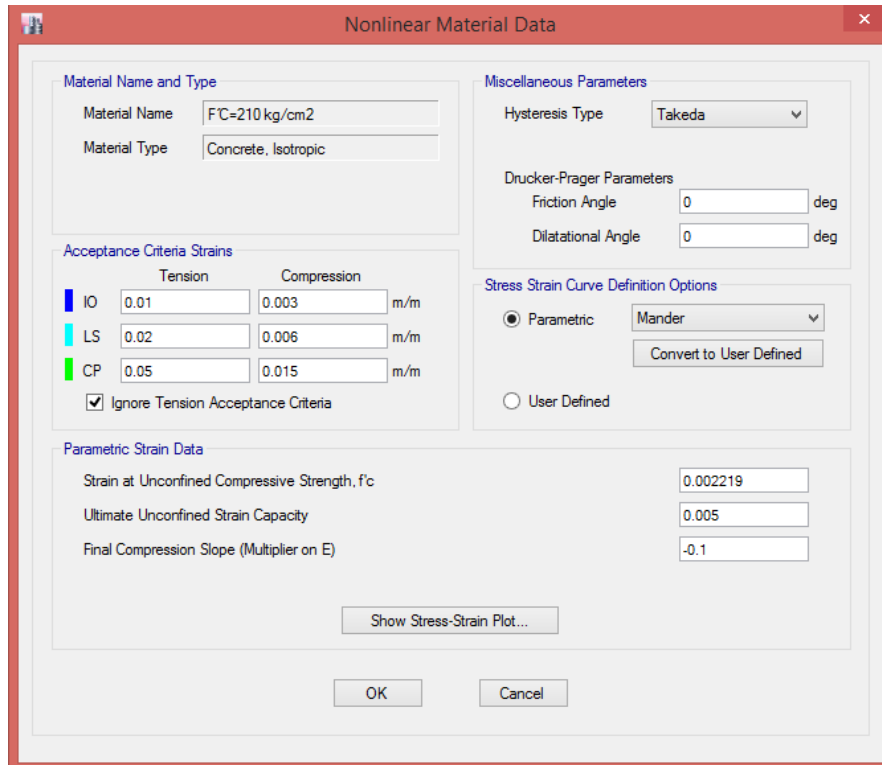 Nonlinear Material Data
Material Name and Type
Material Name F'C=210 kg/cm2
Material Type Concrete, Isotropic
Miscellaneous Parameters
Hysteresis Type Takeda
Drucker-Prager Parameters
Friction Angle 0 deg
Dilatational Angle 0 deg
Acceptance Criteria Strains
Tension Compression
IO 0.01 0.003 m/m
LS 0.02 0.006 m/m
CP 0.05 0.015 m/m
Ignore Tension Acceptance Criteria
Stress Strain Curve Definition Options
Parametric Mander
Convert to User Defined
User Defined
Parametric Strain Data
Strain at Unconfined Compressive Strength, f'c 0.002219
Ultimate Unconfined Strain Capacity 0.005
Final Compression Slope (Multiplier on E) -0.1
Show Stress-Strain Plot...
OK Cancel